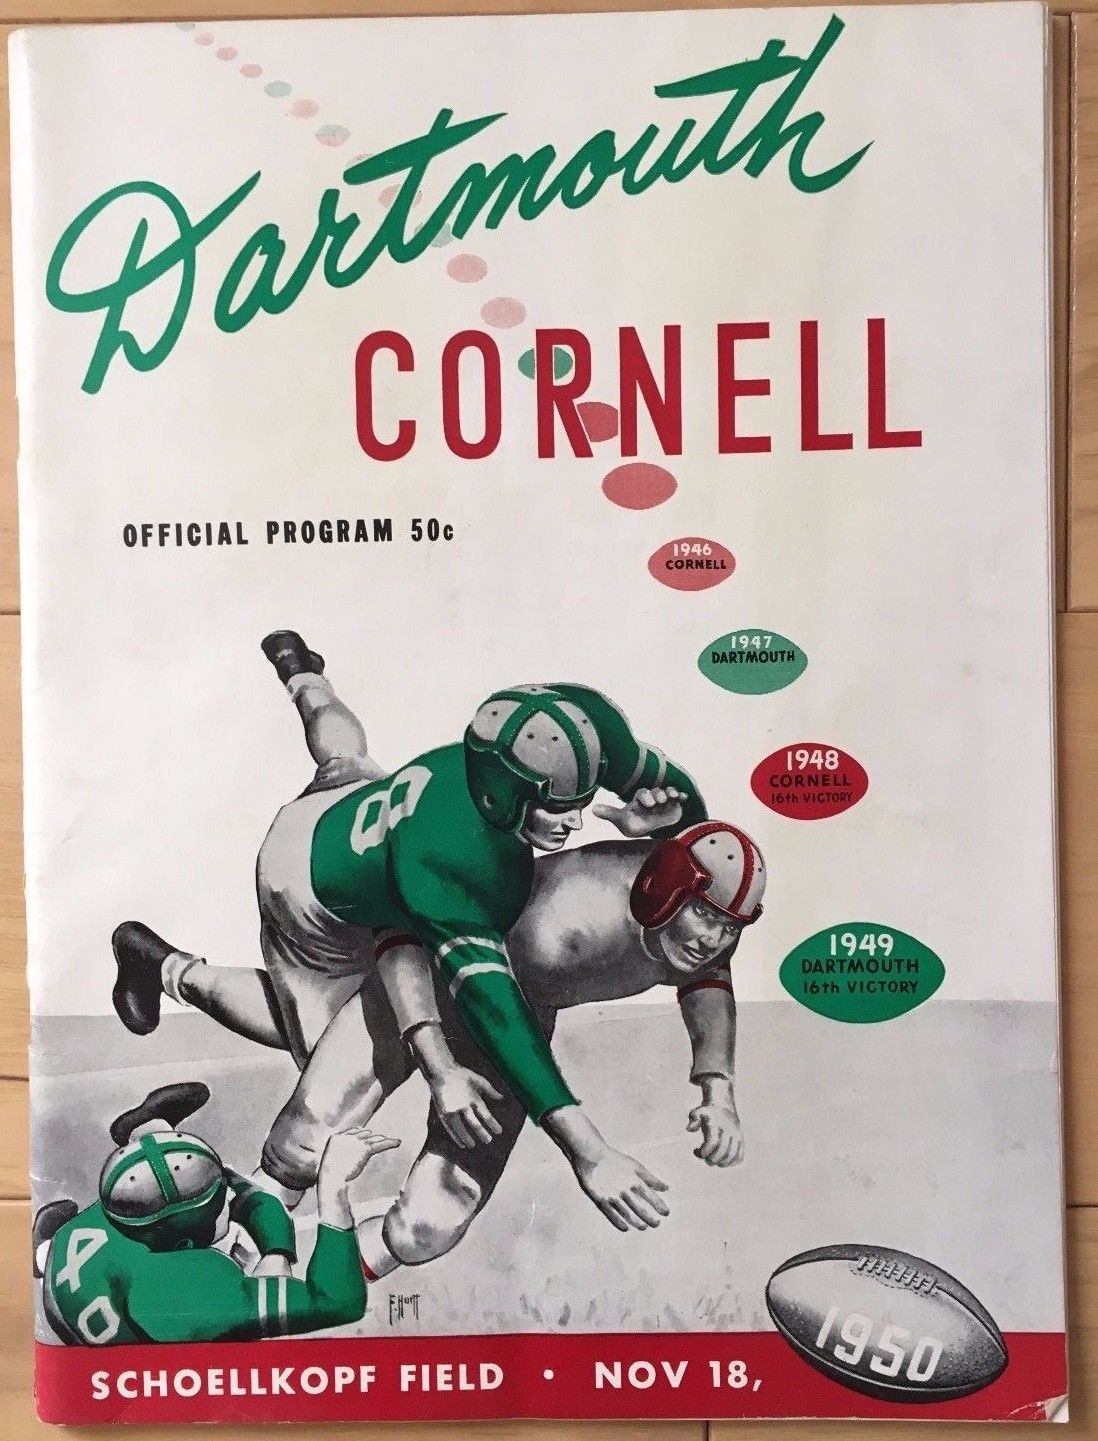 Dartmouth
CORNELL
OFFICIAL PROGRAM 50c
1946
CORNELL
1947
DARTMOUTH
1948
CORNELL
16th VICTORY
1949
DARTMOUTH
16th VICTORY
8
40
F. Huff
1950
SCHOELLKOPF FIELD • NOV 18,